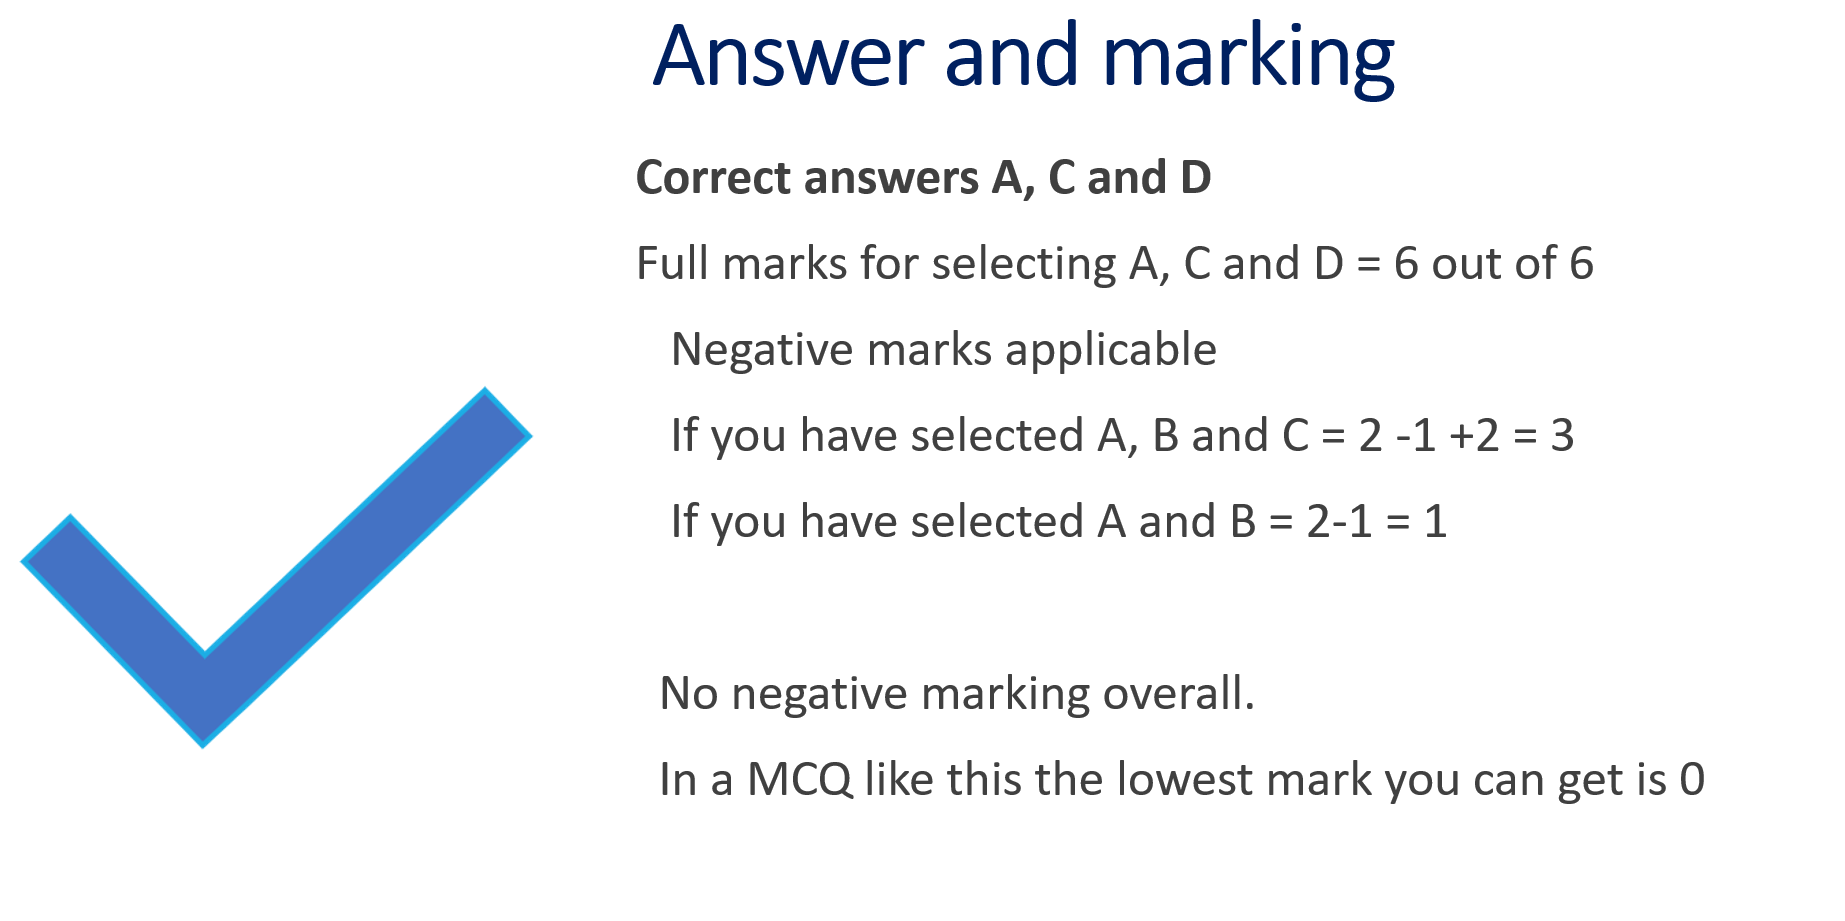 Answer and marking
Correct answers A, C and D
Full marks for selecting A, C and D = 6 out of 6
Negative marks applicable
If you have selected A, B and C = 2 -1 +2 = 3
If you have selected A and B = 2-1 = 1
No negative marking overall.
In a MCQ like this the lowest mark you can get is 0